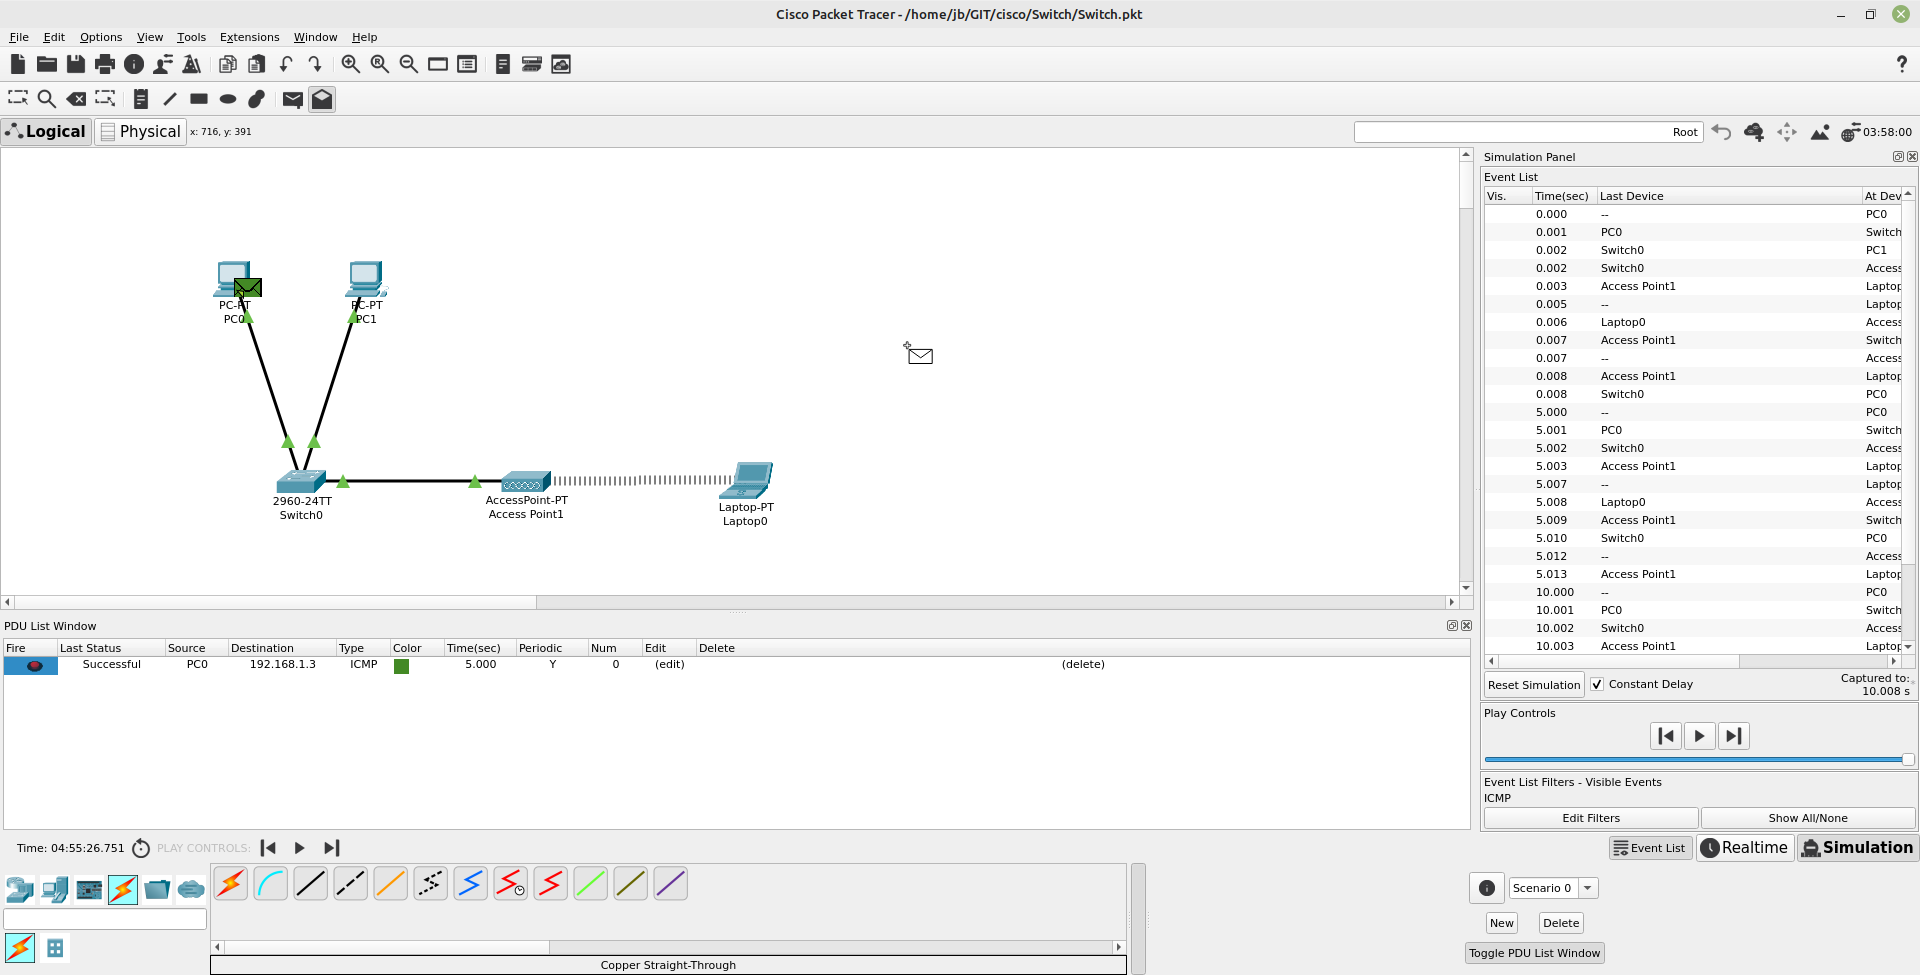 Cisco Packet Tracer - /home/jb/GIT/cisco/Switch/Switch.pkt
File Edit Options View Tools Extensions Window Help
Logical Physical x: 716, y: 391 Root 03:58:00
Simulation Panel
Event List
Vis. Time(sec) Last Device At Dev
0.000 -- PC0
0.001 PC0 Switch
0.002 Switch0 PC1
0.002 Switch0 Access
0.003 Access Point1 Laptop
0.005 -- Laptop
0.006 Laptop0 Access
0.007 Access Point1 Switch
0.007 -- Access
0.008 Access Point1 Laptop
0.008 Switch0 PC0
5.000 -- PC0
5.001 PC0 Switch
5.002 Switch0 Access
5.003 Access Point1 Laptop
5.007 -- Laptop
5.008 Laptop0 Access
5.009 Access Point1 Switch
5.010 Switch0 PC0
5.012 -- Access
5.013 Access Point1 Laptop
10.000 -- PC0
10.001 PC0 Switch
10.002 Switch0 Access
10.003 Access Point1 Laptop
Reset Simulation Constant Delay Captured to:
10.008 s
Play Controls
Event List Filters - Visible Events
ICMP
Edit Filters Show All/None
PC-PT
PC0
PC-PT
PC1
2960-24TT
Switch0
AccessPoint-PT
Access Point1
Laptop-PT
Laptop0
PDU List Window
Fire Last Status Source Destination Type Color Time(sec) Periodic Num Edit Delete
Successful PC0 192.168.1.3 ICMP 5.000 Y 0 (edit) (delete)
Time: 04:55:26.751 PLAY CONTROLS: Event List Realtime Simulation
Scenario 0
New Delete
Toggle PDU List Window
Copper Straight-Through